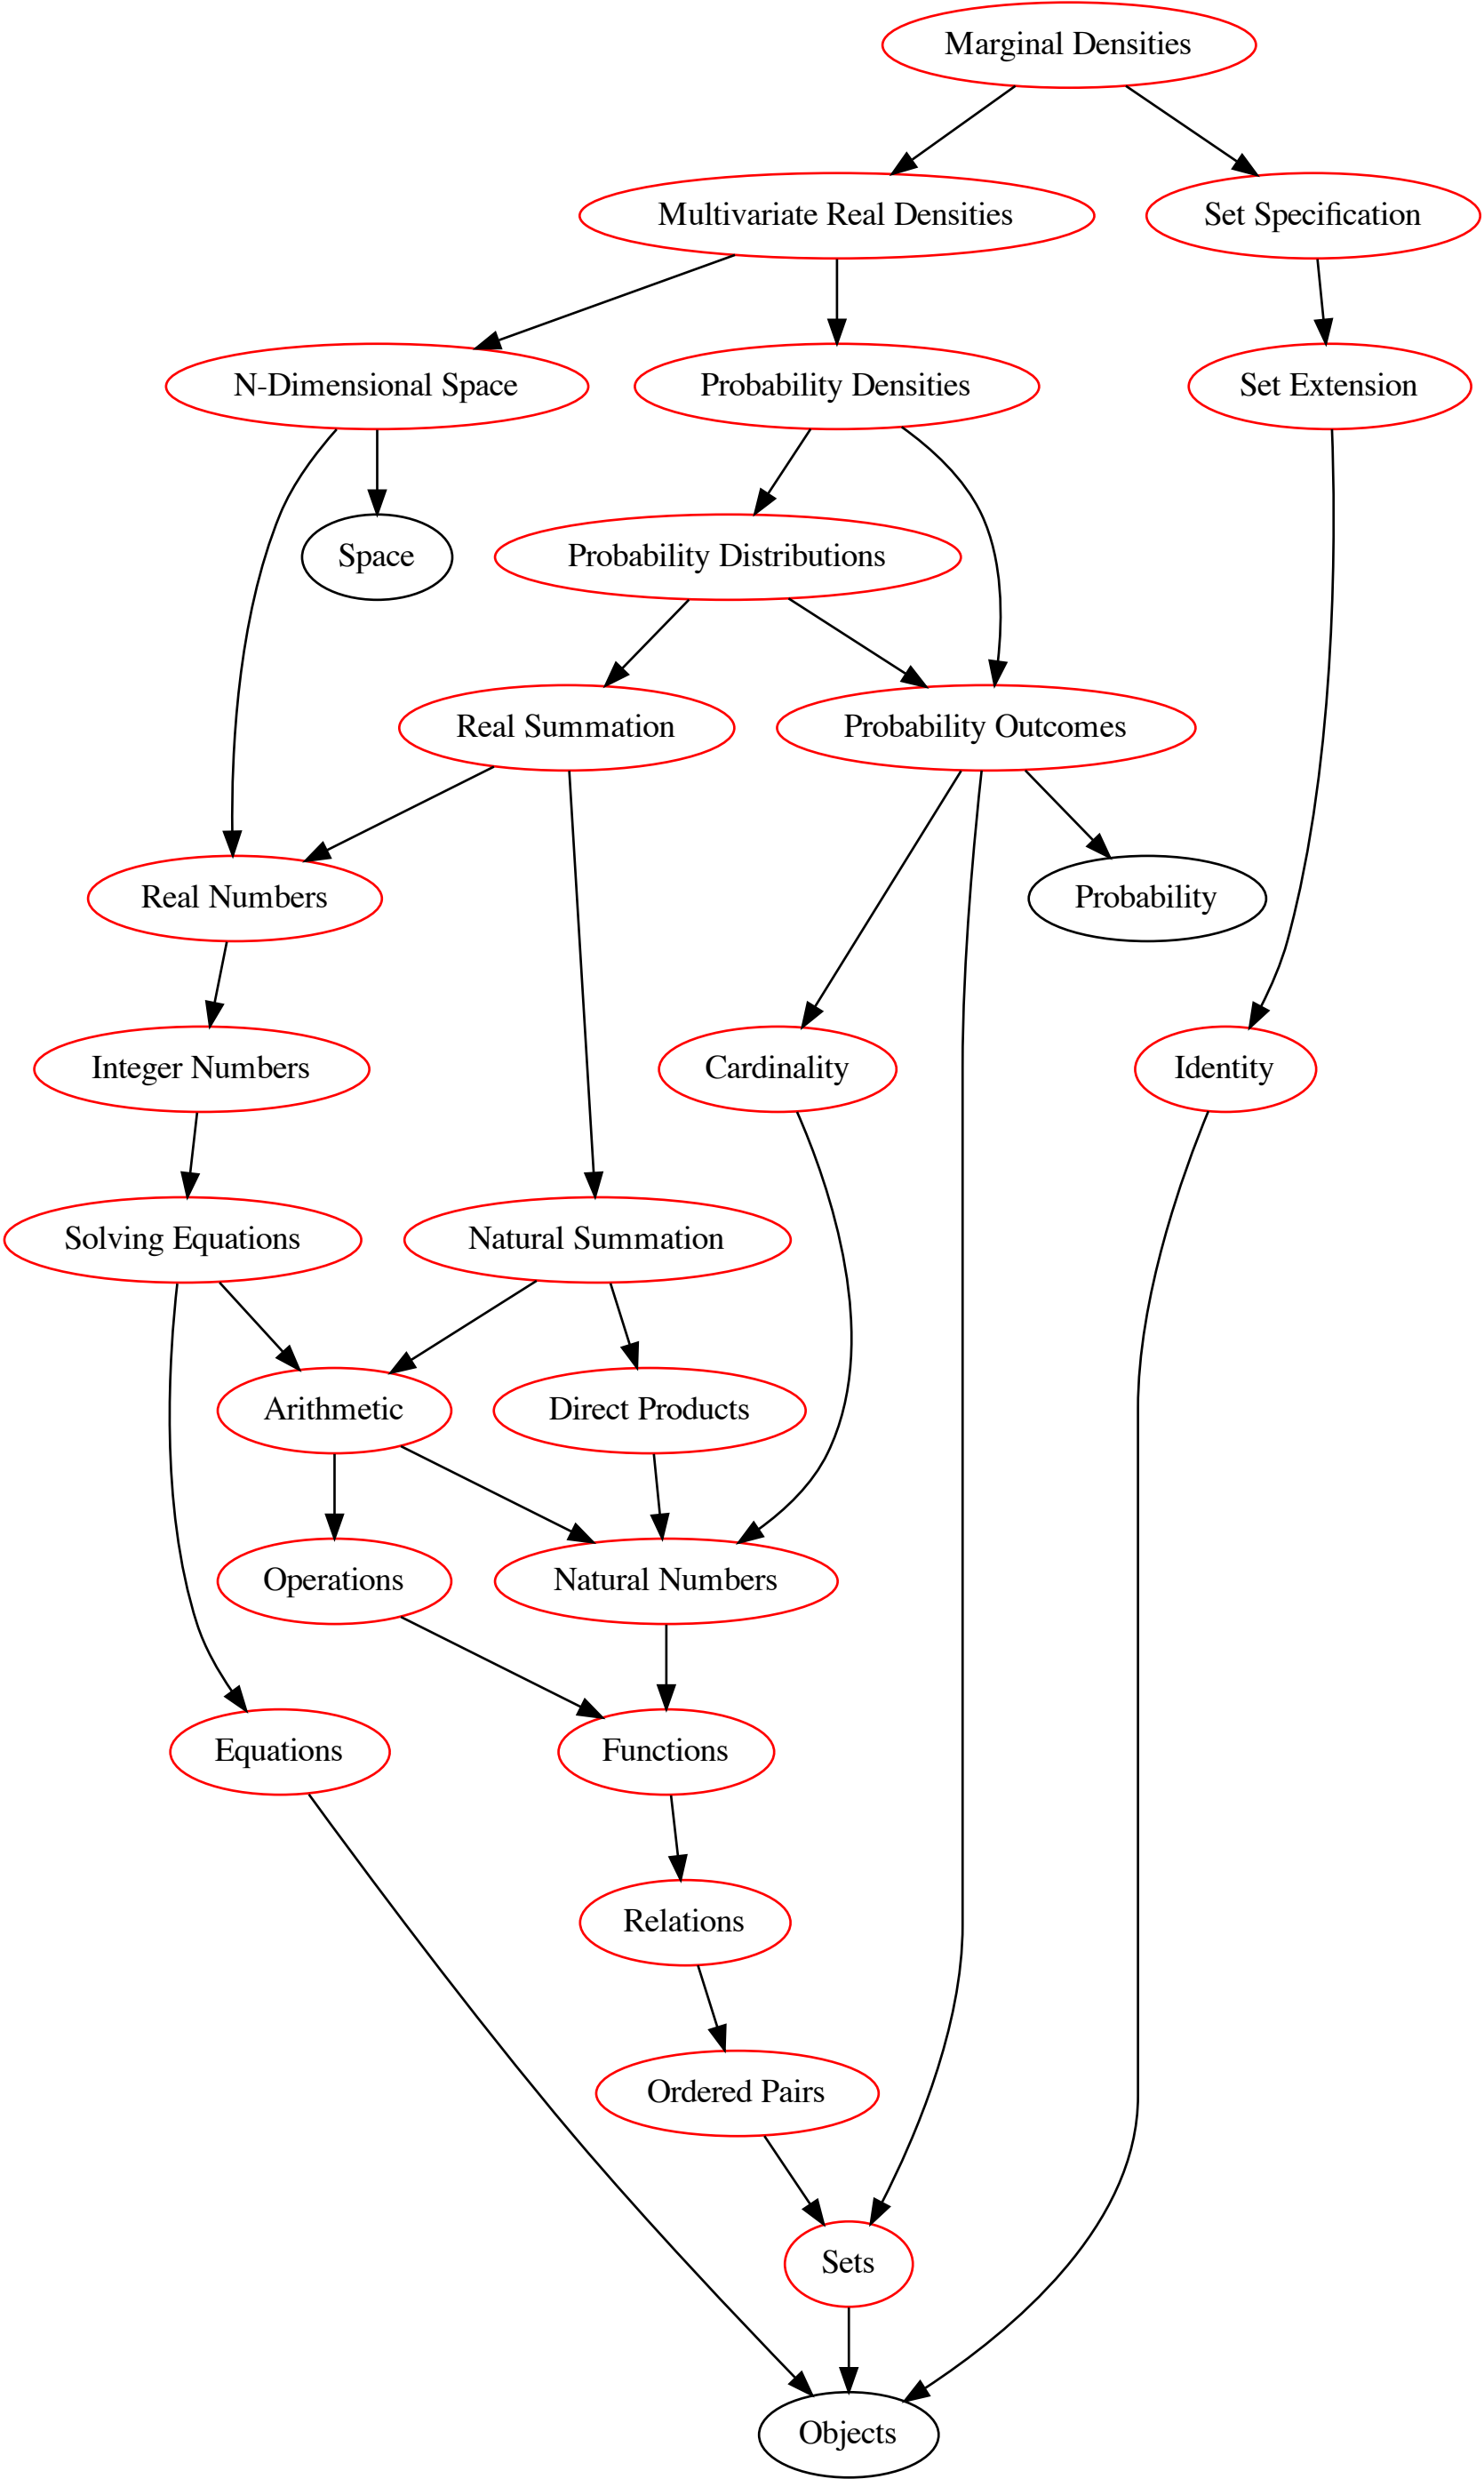 Marginal Densities
Multivariate Real Densities
Set Specification
N-Dimensional Space
Probability Densities
Set Extension
Space
Probability Distributions
Real Summation
Probability Outcomes
Real Numbers
Probability
Integer Numbers
Cardinality
Identity
Solving Equations
Natural Summation
Arithmetic
Direct Products
Operations
Natural Numbers
Equations
Functions
Relations
Ordered Pairs
Sets
Objects